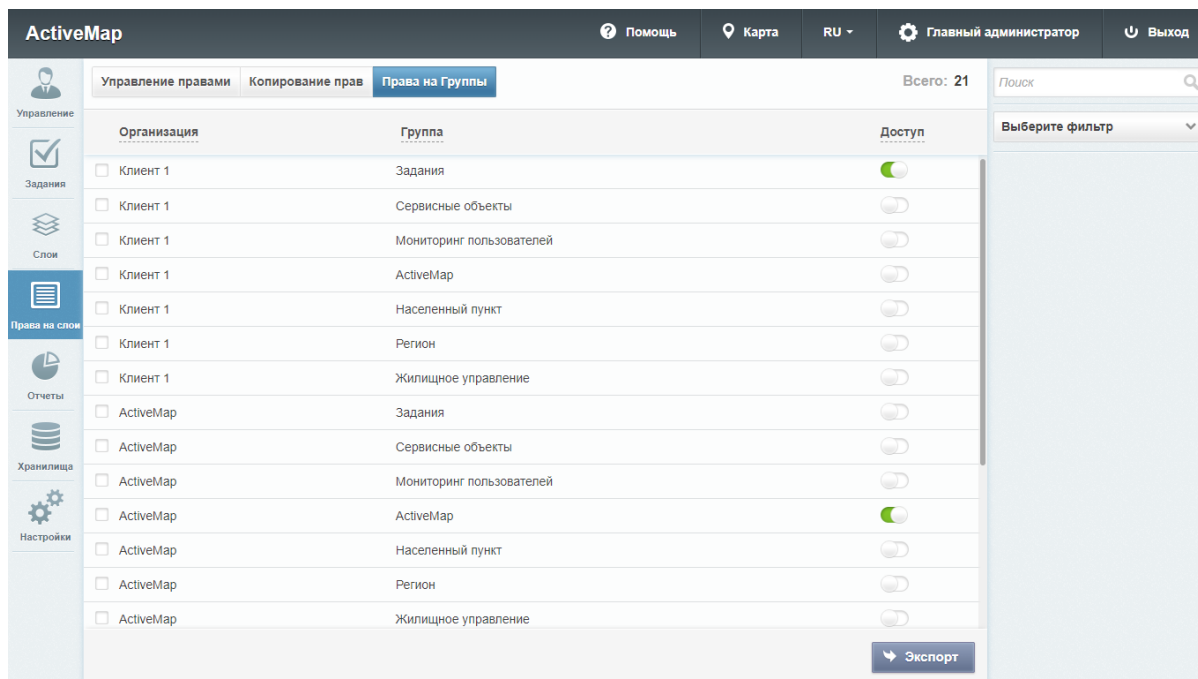 ActiveMap
Помощь
Карта
RU
Главный администратор
Выход
Управление правами
Копирование прав
Права на Группы
Всего: 21
Поиск
Выберите фильтр
Управление
Задания
Слои
Права на слои
Отчеты
Хранилища
Настройки
Организация Группа Доступ
Клиент 1 Задания
Клиент 1 Сервисные объекты
Клиент 1 Мониторинг пользователей
Клиент 1 ActiveMap
Клиент 1 Населенный пункт
Клиент 1 Регион
Клиент 1 Жилищное управление
ActiveMap Задания
ActiveMap Сервисные объекты
ActiveMap Мониторинг пользователей
ActiveMap ActiveMap
ActiveMap Населенный пункт
ActiveMap Регион
ActiveMap Жилищное управление
Экспорт